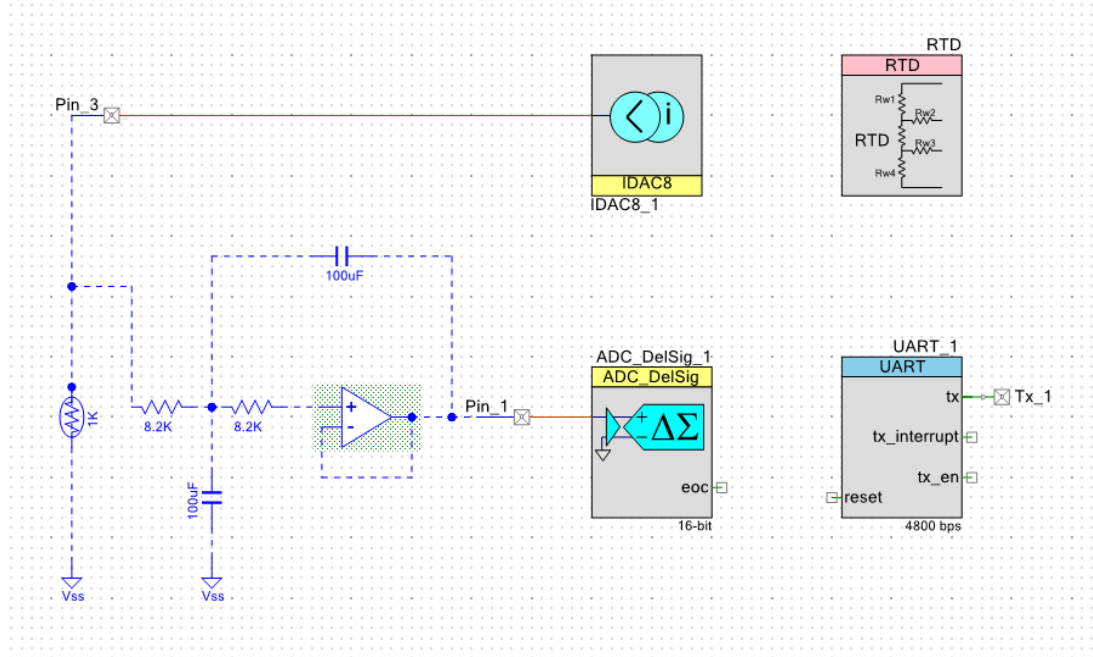 RTD
RTD
Rw1
Rw2
RTD
Rw3
Rw4
Pin_3
i
IDAC8
IDAC8_1
100uF
1K
8.2K
8.2K
+
-
Pin_1
100uF
Vss
Vss
ADC_DelSig_1
ADC_DelSig
+
-
ΔΣ
eoc
16-bit
UART_1
UART
tx
Tx_1
tx_interrupt
tx_en
reset
4800 bps